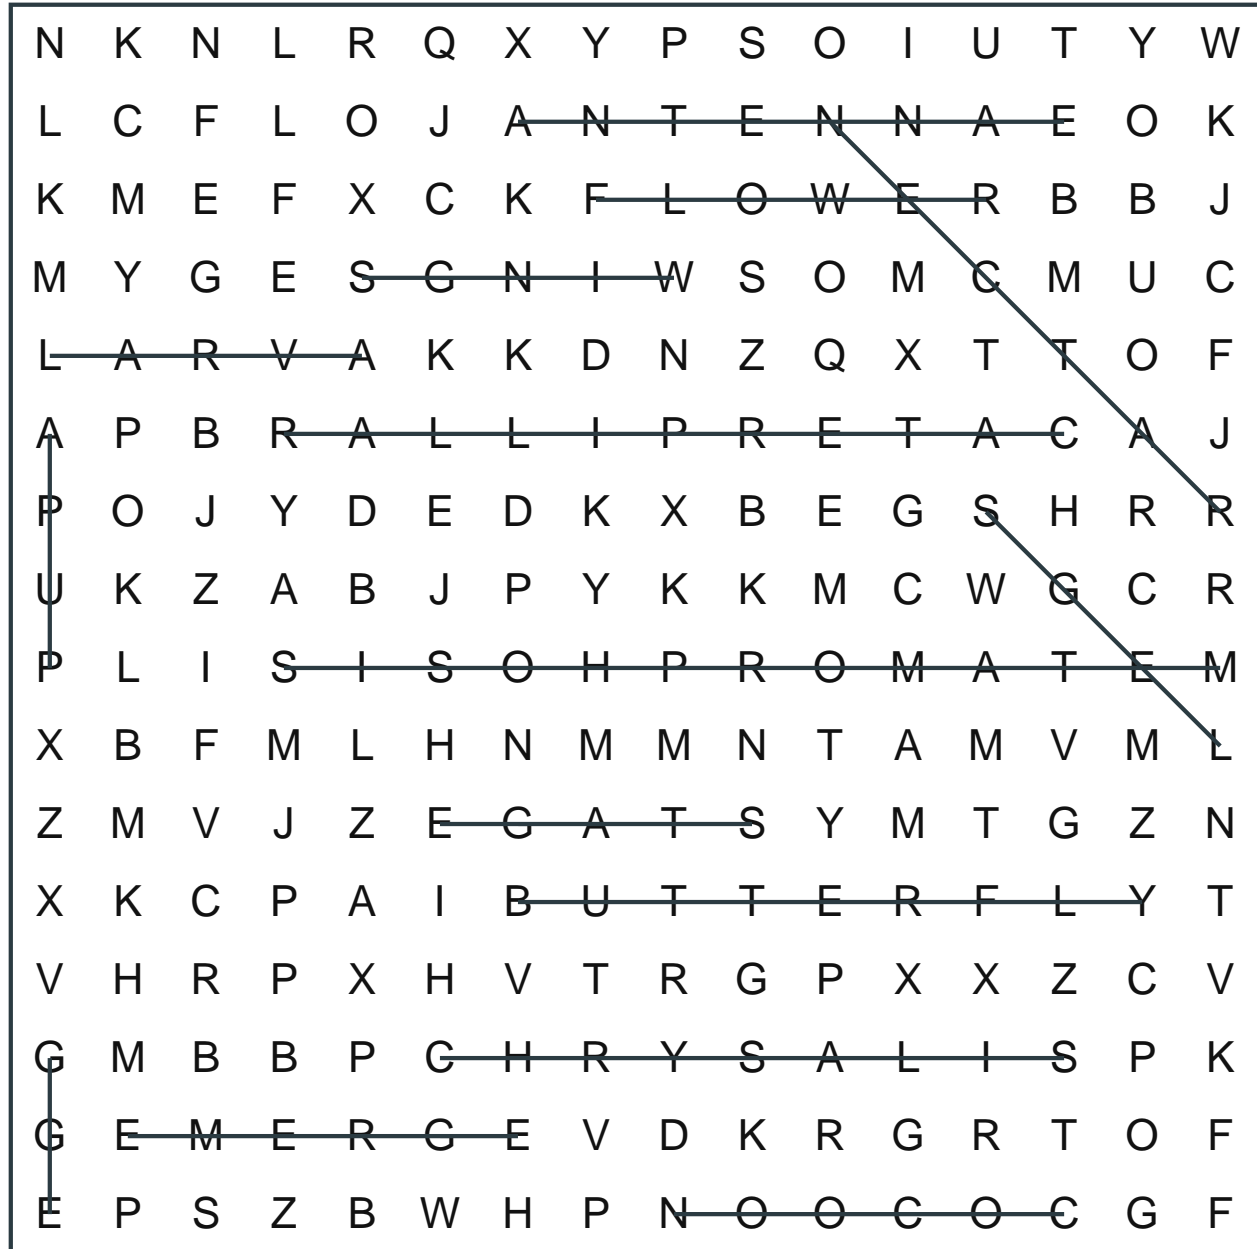 N K N L R Q X Y P S O I U T Y W
L C F L O J A N T E N N A E O K
K M E F X C K F L O W E R B B J
M Y G E S G N I W S O M C M U C
L A R V A K K D N Z Q X T T O F
A P B R A L L I P R E T A C A J
P O J Y D E D K X B E G S H R R
U K Z A B J P Y K K M C W G C R
P L I S I S O H P R O M A T E M
X B F M L H N M M N T A M V M L
Z M V J Z E G A T S Y M T G Z N
X K C P A I B U T T E R F L Y T
V H R P X H V T R G P X X Z C V
G M B B P C H R Y S A L I S P K
G E M E R G E V D K R G R T O F
E P S Z B W H P N O O C O C G F